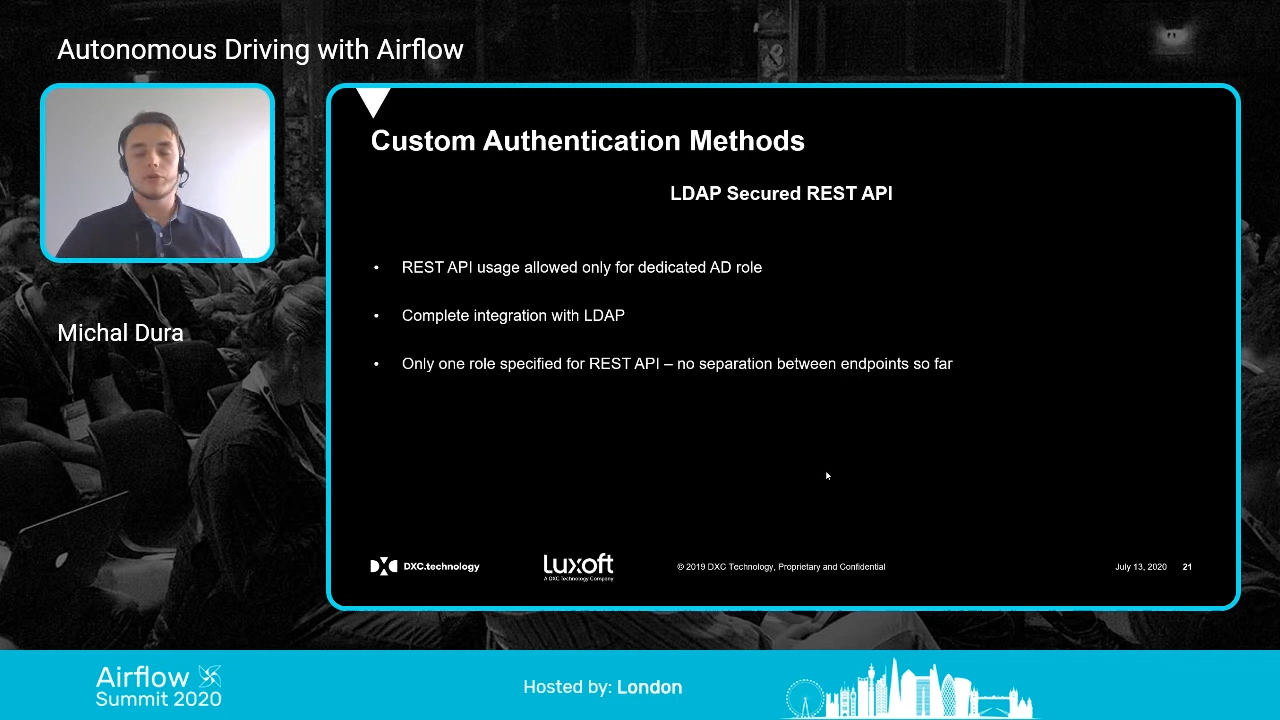 Autonomous Driving with Airflow
Custom Authentication Methods
LDAP Secured REST API
• REST API usage allowed only for dedicated AD role
• Complete integration with LDAP
• Only one role specified for REST API – no separation between endpoints so far
Michal Dura
DXC.technology
Luxoft
A DXC Technology Company
© 2019 DXC Technology, Proprietary and Confidential
July 13, 2020 21
Airflow
Summit 2020
Hosted by: London